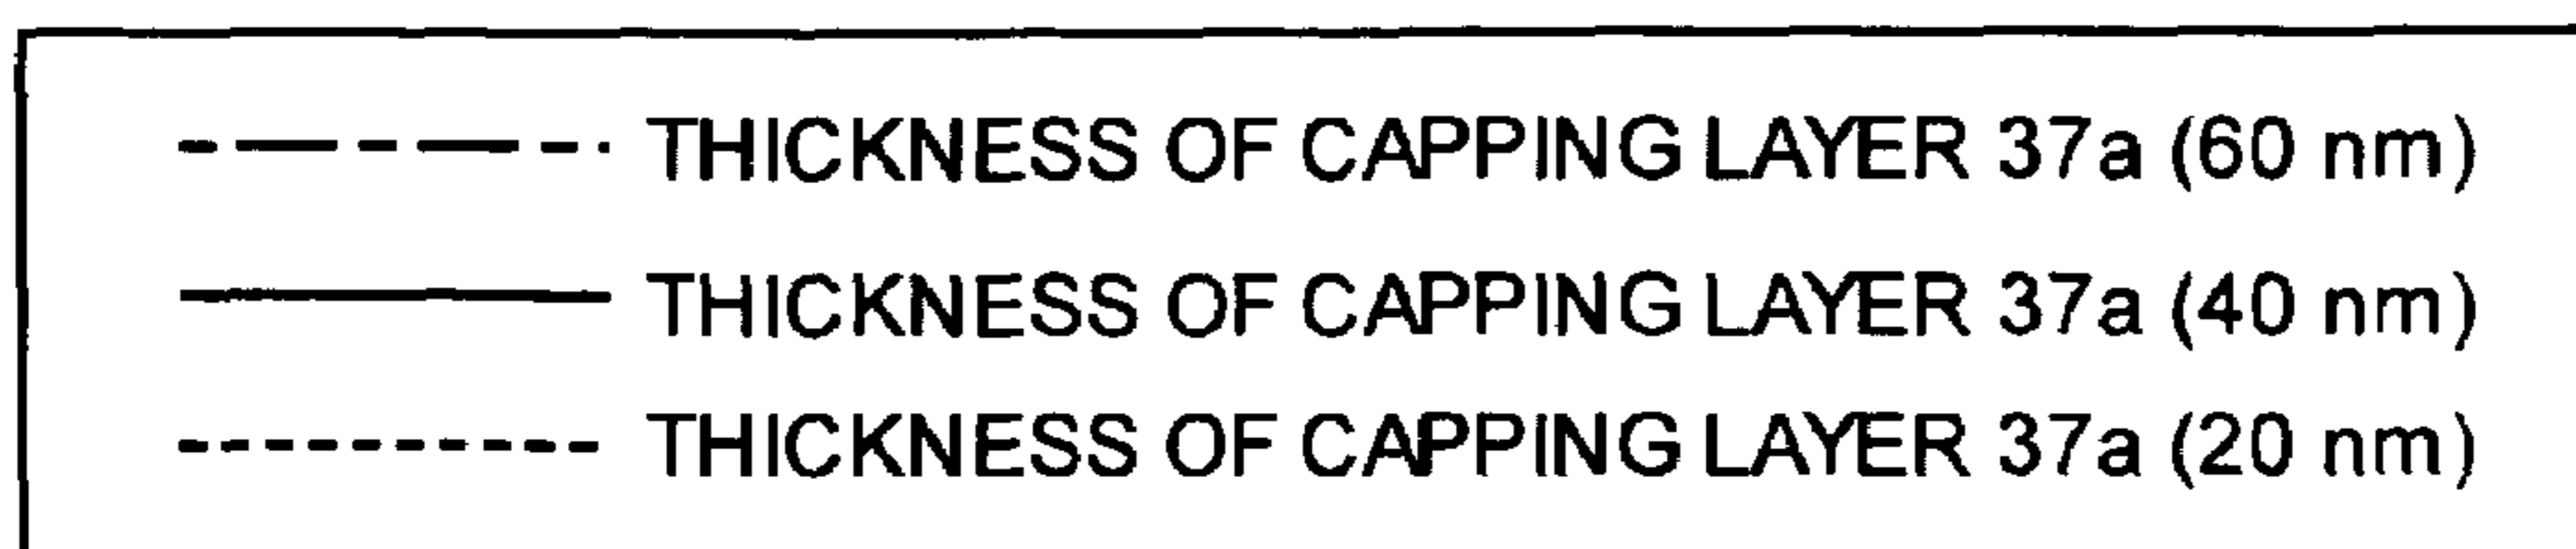 THICKNESS OF CAPPING LAYER 37a (60 nm)
THICKNESS OF CAPPING LAYER 37a (40 nm)
THICKNESS OF CAPPING LAYER 37a (20 nm)